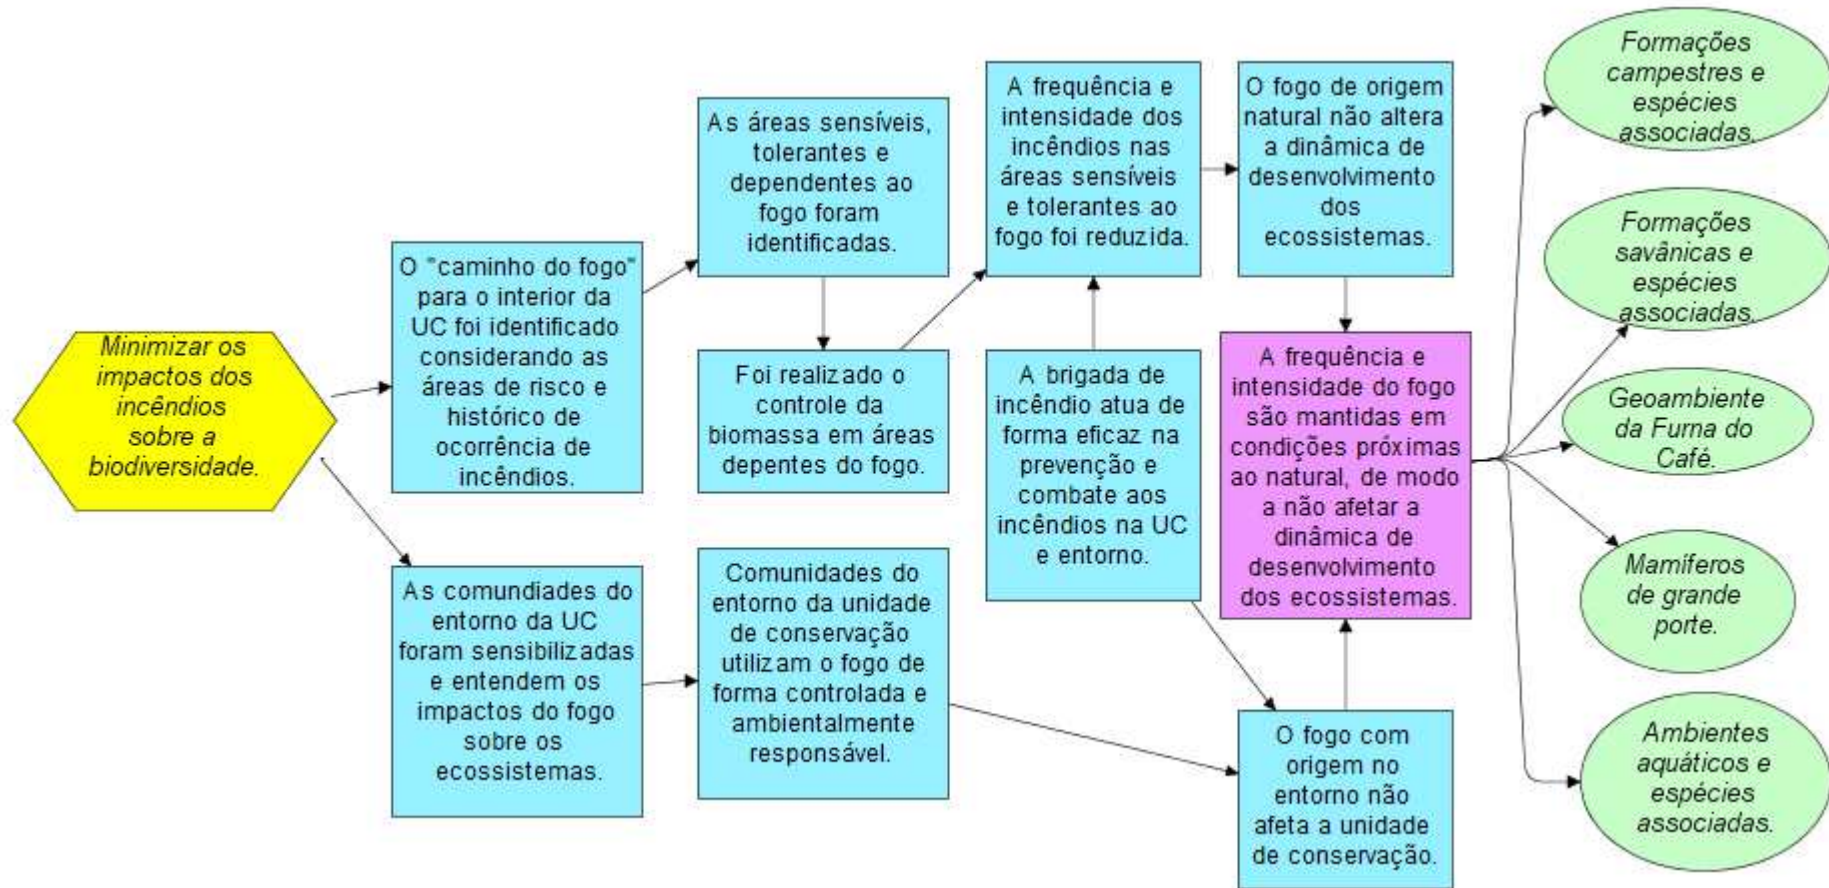 Minimizar os
impactos dos
incêndios
sobre a
biodiversidade.
O "caminho do fogo"
para o interior da
UC foi identificado
considerando as
áreas de risco e
histórico de
ocorrência de
incêndios.
As comundiades do
entorno da UC
foram sensibilizadas
e entendem os
impactos do fogo
sobre os
ecossistemas.
As áreas sensíveis,
tolerantes e
dependentes ao
fogo foram
identificadas.
Foi realizado o
controle da
biomassa em áreas
depentes do fogo.
Comunidades do
entorno da unidade
de conservação
utilizam o fogo de
forma controlada e
ambientalmente
responsável.
A frequência e
intensidade dos
incêndios nas
áreas sensíveis
e tolerantes ao
fogo foi reduzida.
A brigada de
incêndio atua de
forma eficaz na
prevenção e
combate aos
incêndios na UC
e entorno.
O fogo de origem
natural não altera
a dinâmica de
desenvolvimento
dos
ecossistemas.
A frequência e
intensidade do fogo
são mantidas em
condições próximas
ao natural, de modo
a não afetar a
dinâmica de
desenvolvimento
dos ecossistemas.
O fogo com
origem no
entorno não
afeta a unidade
de conservação.
Formações
campestres e
espécies
associadas.
Formações
savânicas e
espécies
associadas.
Geoambiente
da Furna do
Café.
Mamíferos
de grande
porte.
Ambientes
aquáticos e
espécies
associadas.